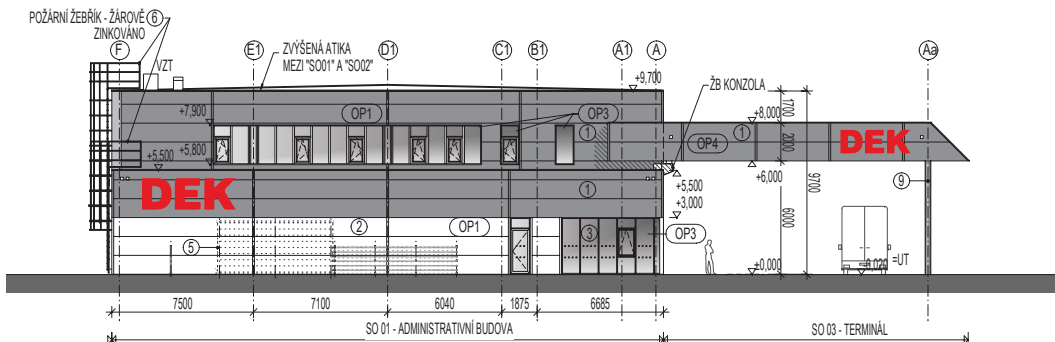 POŽÁRNÍ ŽEBŘÍK - ŽÁROVĚ 6
ZINKOVÁNO
F
E1
D1
C1
B1
A1
A
Aa
VZT
ZVÝŠENÁ ATIKA
MEZI "SO01" A "SO02"
+9,700
ŽB KONZOLA
+7,900
OP1
OP3
1
+8,000
1
1700
+5,500
+5,800
OP4
DEK
2000
+6,000
DEK
1
+5,500
+3,000
9
9700
6000
2
OP1
3
OP3
5
±0,000
-0,020 =UT
7500
7100
6040
1875
6685
SO 01 - ADMINISTRATIVNÍ BUDOVA
SO 03 - TERMINÁL